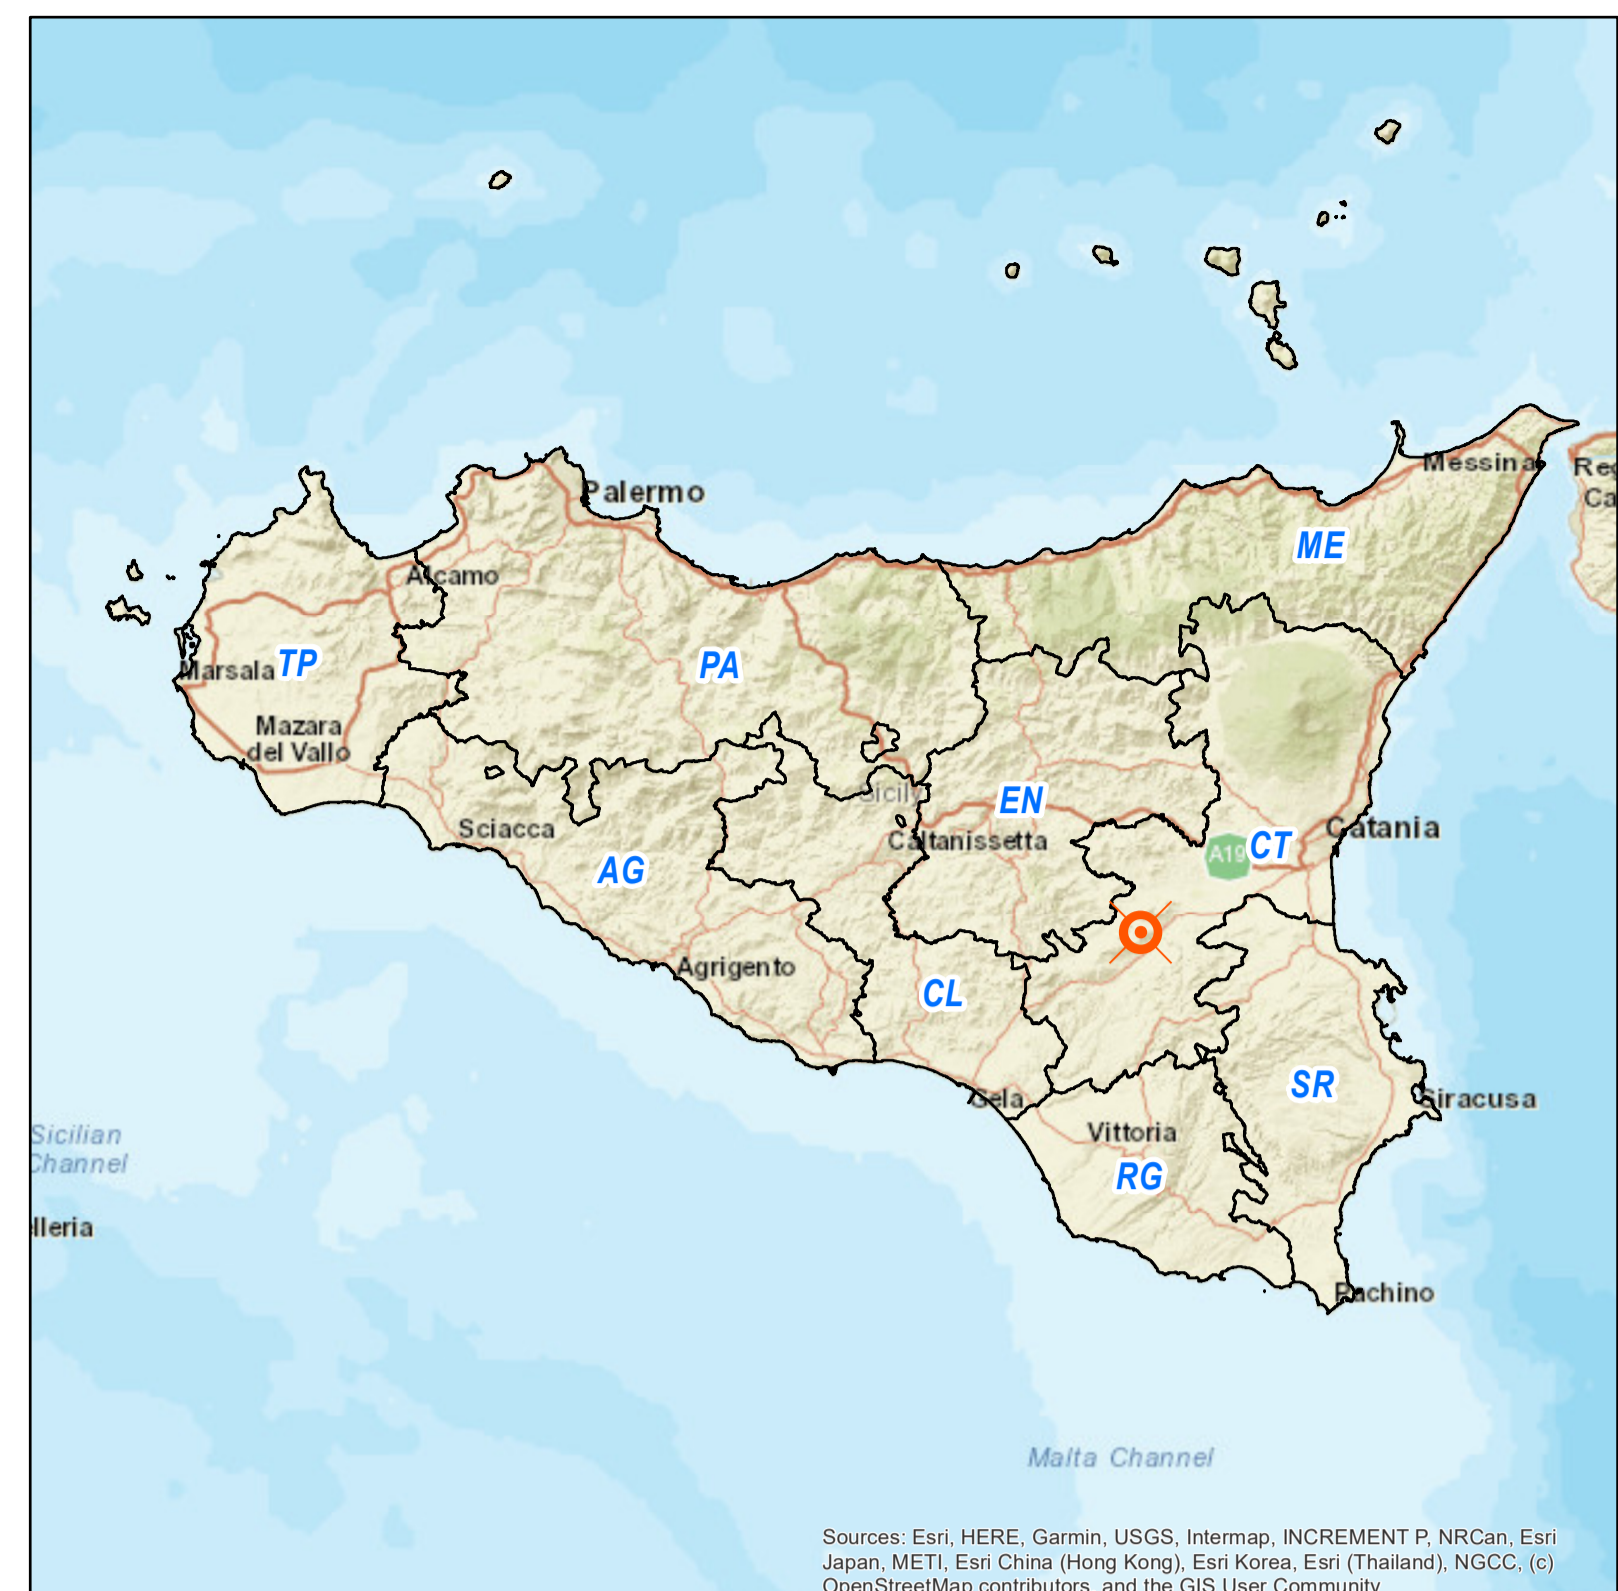 Palermo
Messina
Reg
Ca
ME
Alcamo
Marsala
TP
PA
Mazara
del Vallo
Sicily
EN
Sciacca
Caltanissetta
A19
CT
Catania
AG
Agrigento
CL
Gela
SR
Siracusa
Vittoria
RG
Sicilian
Channel
lleria
Pachino
Malta Channel
Sources: Esri, HERE, Garmin, USGS, Intermap, INCREMENT P, NRCan, Esri
Japan, METI, Esri China (Hong Kong), Esri Korea, Esri (Thailand), NGCC, (c)
OpenStreetMap contributors, and the GIS User Community